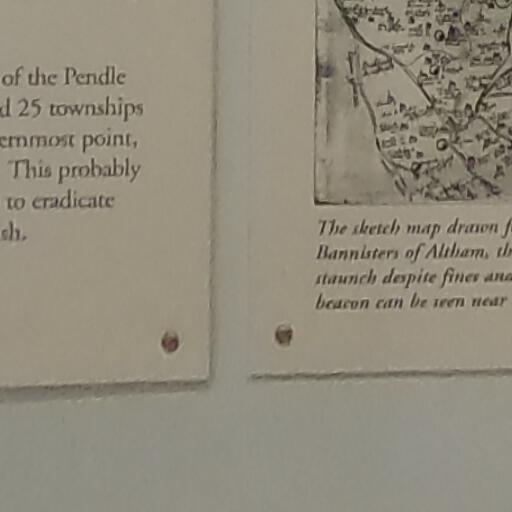 of the Pendle
d 25 townships
ernmost point,
This probably
to eradicate
sh.
The sketch map drawn f
Bannisters of Altham, th
staunch despite fines and
beacon can be seen near